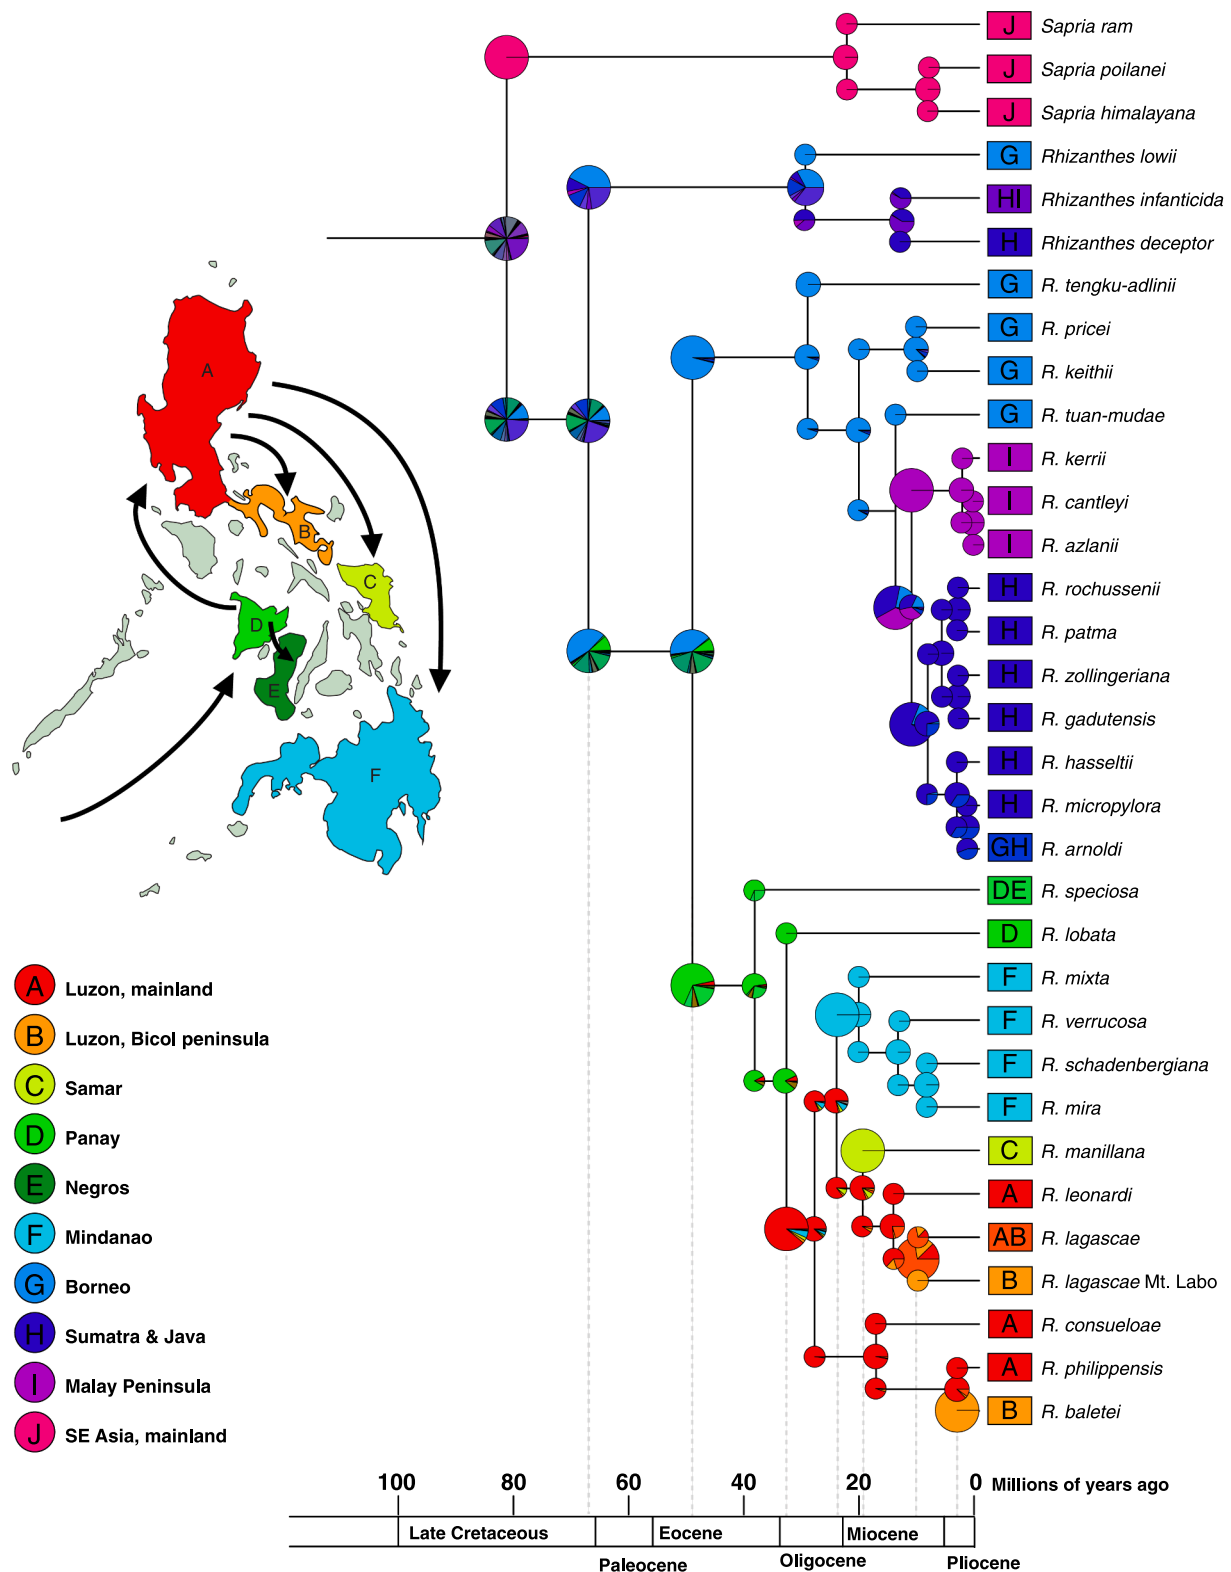 J Sapria ram
J Sapria poilanei
J Sapria himalayana
G Rhizanthes lowii
HI Rhizanthes infanticida
H Rhizanthes deceptor
G R. tengku-adlinii
G R. pricei
G R. keithii
G R. tuan-mudae
I R. kerrii
I R. cantleyi
I R. azlanii
H R. rochussenii
H R. patma
H R. zollingeriana
H R. gadutensis
H R. hasseltii
H R. micropylora
GH R. arnoldi
DE R. speciosa
D R. lobata
F R. mixta
F R. verrucosa
F R. schadenbergiana
F R. mira
C R. manillana
A R. leonardi
AB R. lagascae
B R. lagascae Mt. Labo
A R. consueloae
A R. philippensis
B R. baletei
A
B
C
D
E
F
A Luzon, mainland
B Luzon, Bicol peninsula
C Samar
D Panay
E Negros
F Mindanao
G Borneo
H Sumatra & Java
I Malay Peninsula
J SE Asia, mainland
100 80 60 40 20 0 Millions of years ago
Late Cretaceous Eocene Miocene
Paleocene Oligocene Pliocene